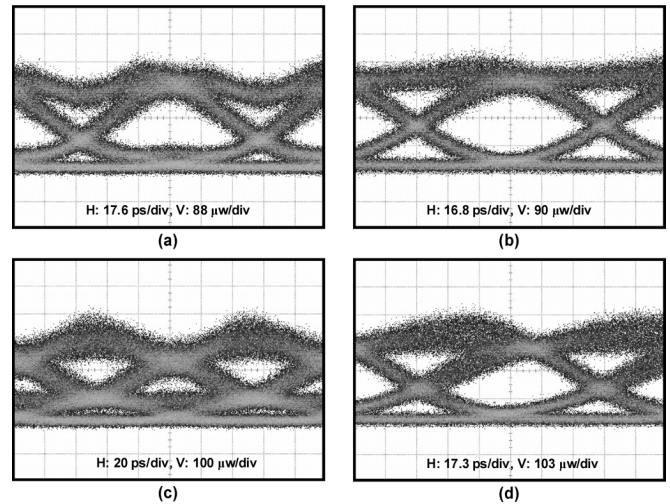 H: 17.6 ps/div, V: 88 μw/div
(a)
H: 16.8 ps/div, V: 90 μw/div
(b)
H: 20 ps/div, V: 100 μw/div
(c)
H: 17.3 ps/div, V: 103 μw/div
(d)